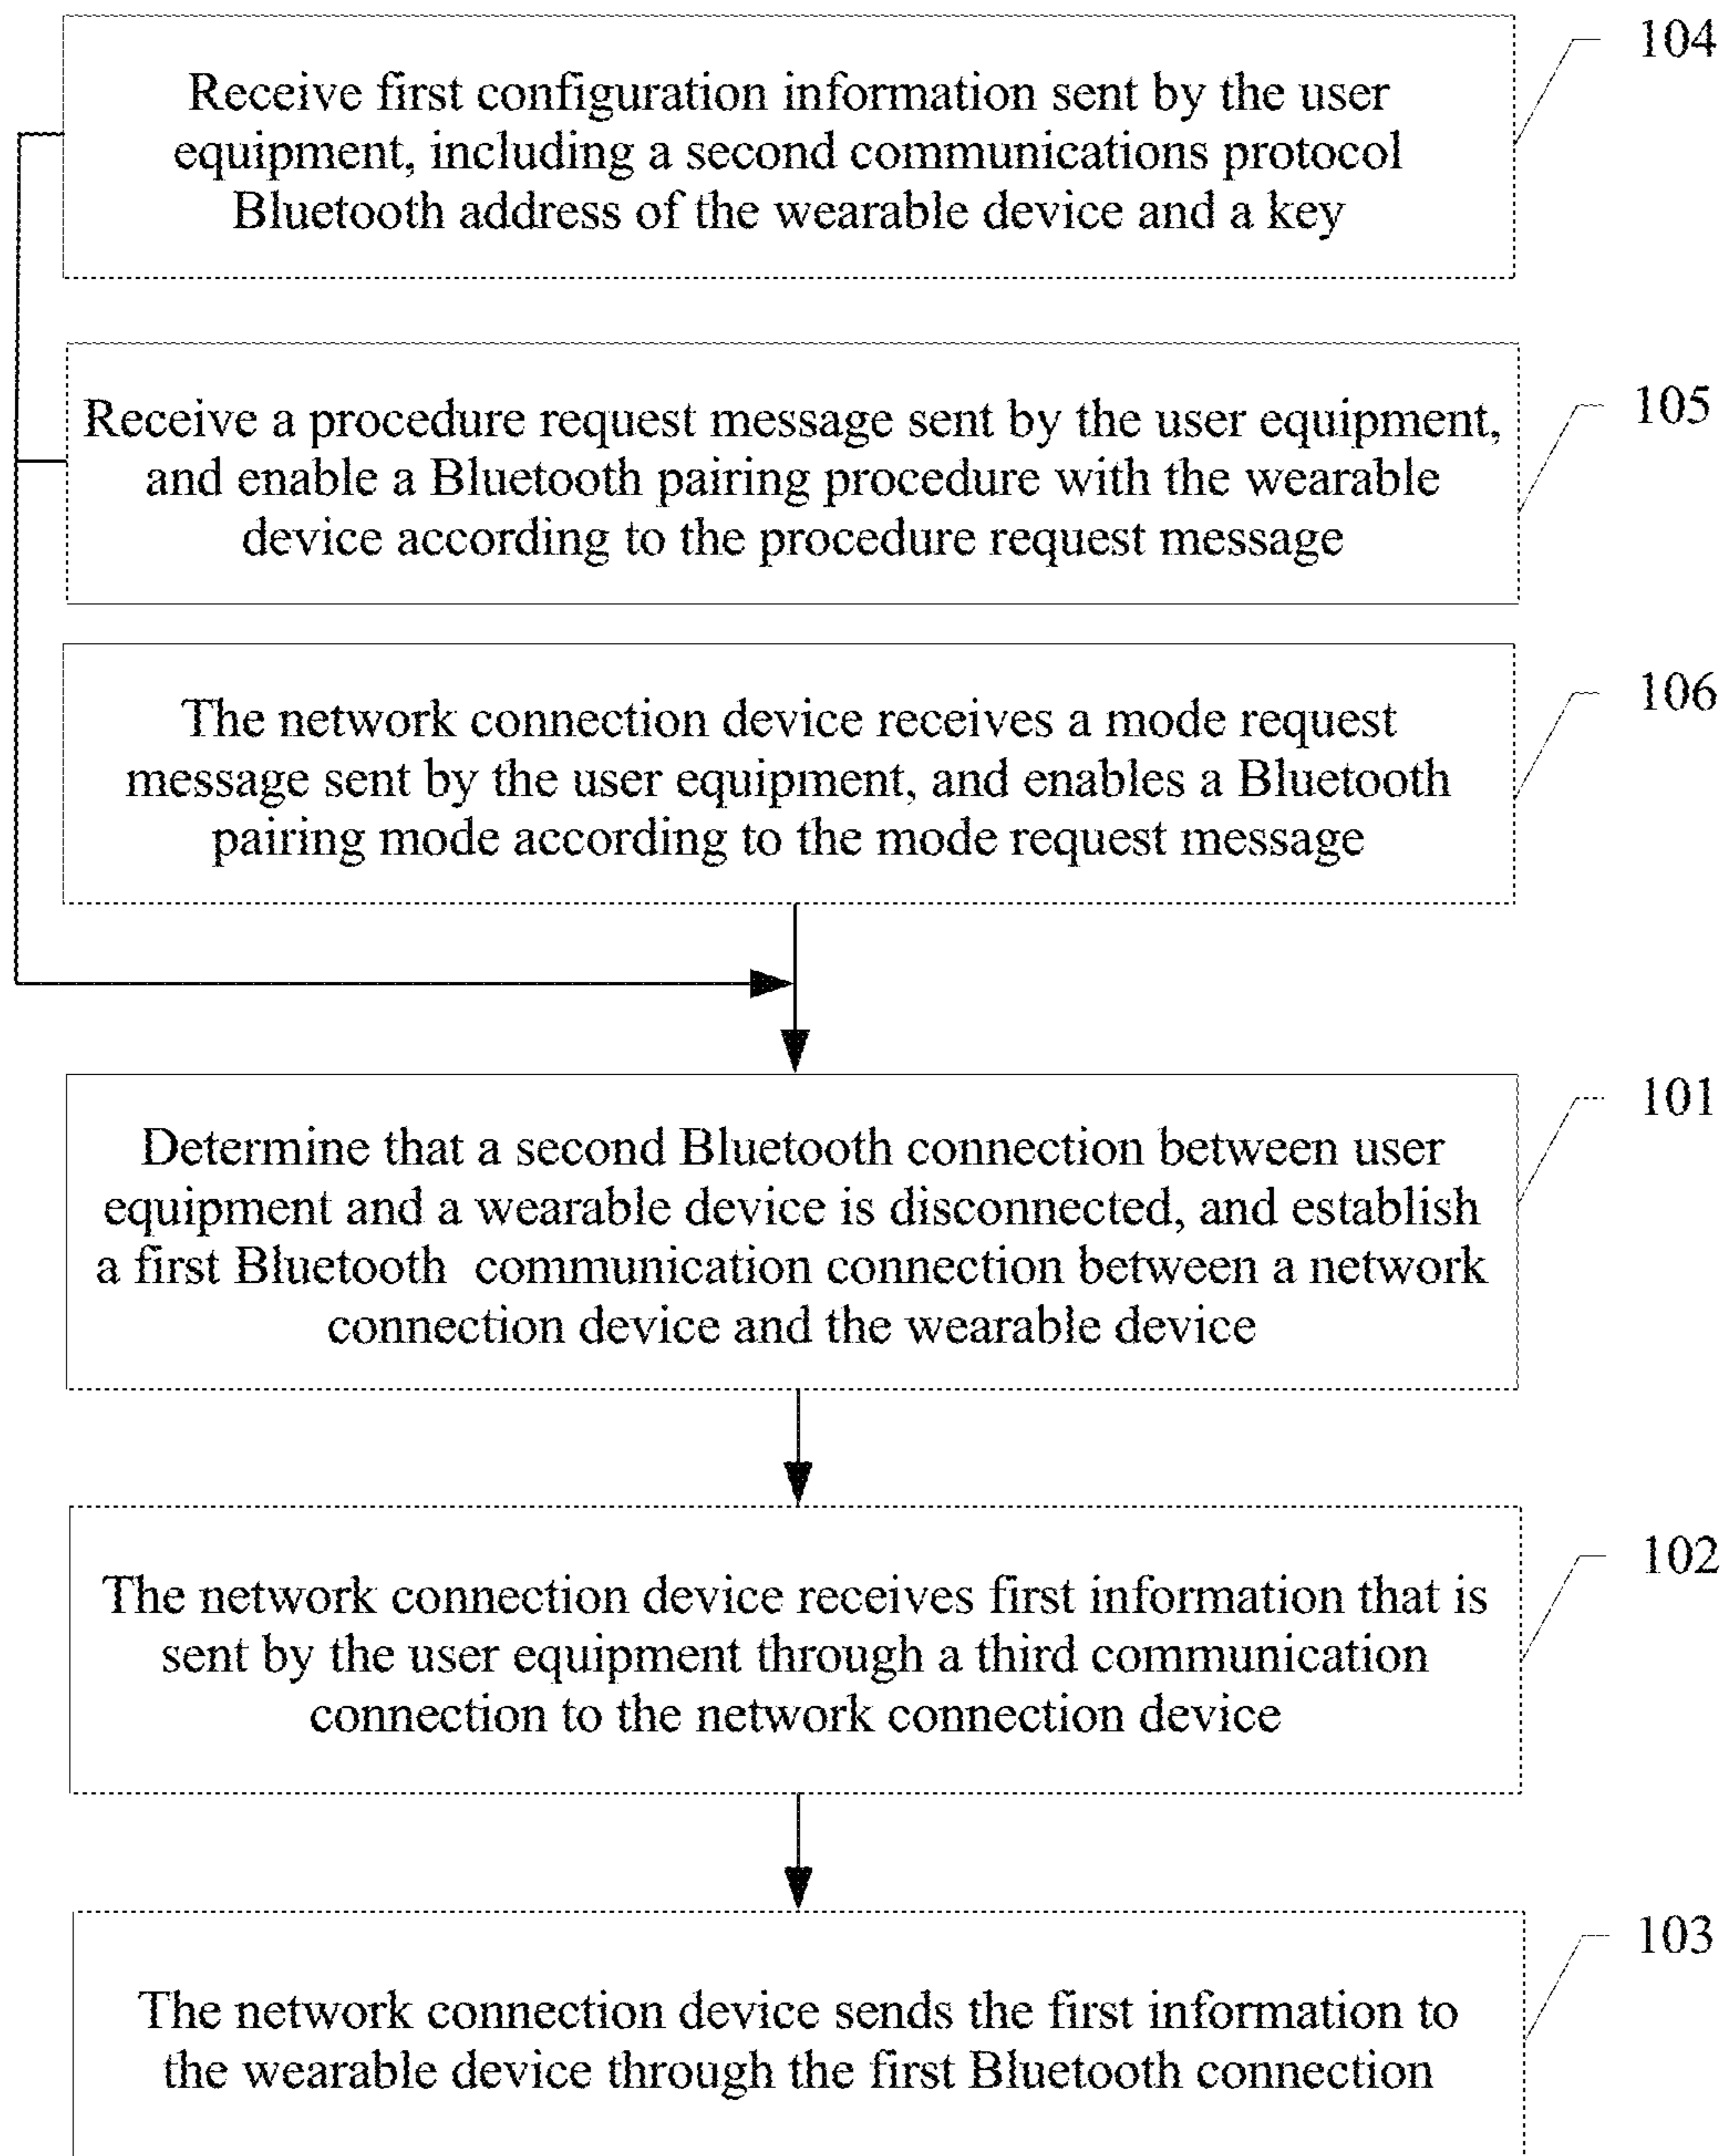 104
Receive first configuration information sent by the user
equipment, including a second communications protocol
Bluetooth address of the wearable device and a key
105
Receive a procedure request message sent by the user equipment,
and enable a Bluetooth pairing procedure with the wearable
device according to the procedure request message
106
The network connection device receives a mode request
message sent by the user equipment, and enables a Bluetooth
pairing mode according to the mode request message
101
Determine that a second Bluetooth connection between user
equipment and a wearable device is disconnected, and establish
a first Bluetooth communication connection between a network
connection device and the wearable device
102
The network connection device receives first information that is
sent by the user equipment through a third communication
connection to the network connection device
103
The network connection device sends the first information to
the wearable device through the first Bluetooth connection